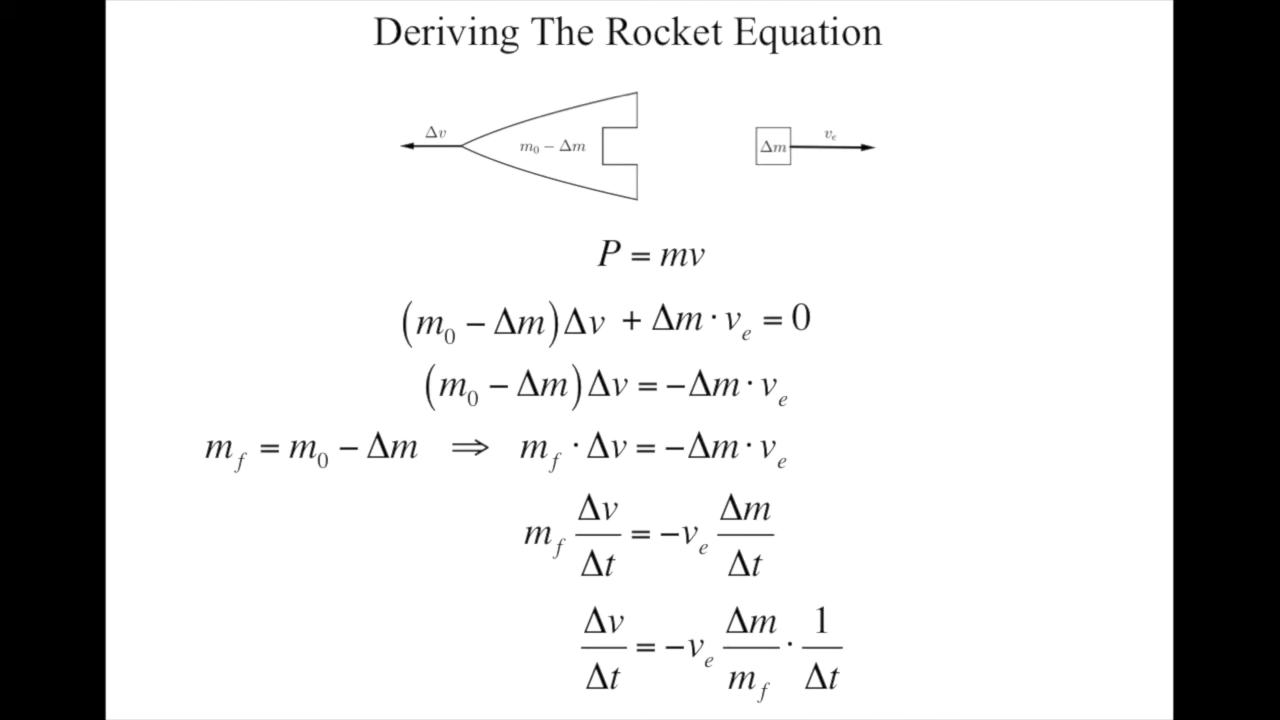 Deriving The Rocket Equation
Δv
m₀ − Δm
Δm
vₑ
P = mv
(m₀ − Δm)Δv + Δm · vₑ = 0
(m₀ − Δm)Δv = −Δm · vₑ
m_f = m₀ − Δm ⟹ m_f · Δv = −Δm · vₑ
m_f Δv/Δt = −vₑ Δm/Δt
Δv/Δt = −vₑ Δm/m_f · 1/Δt